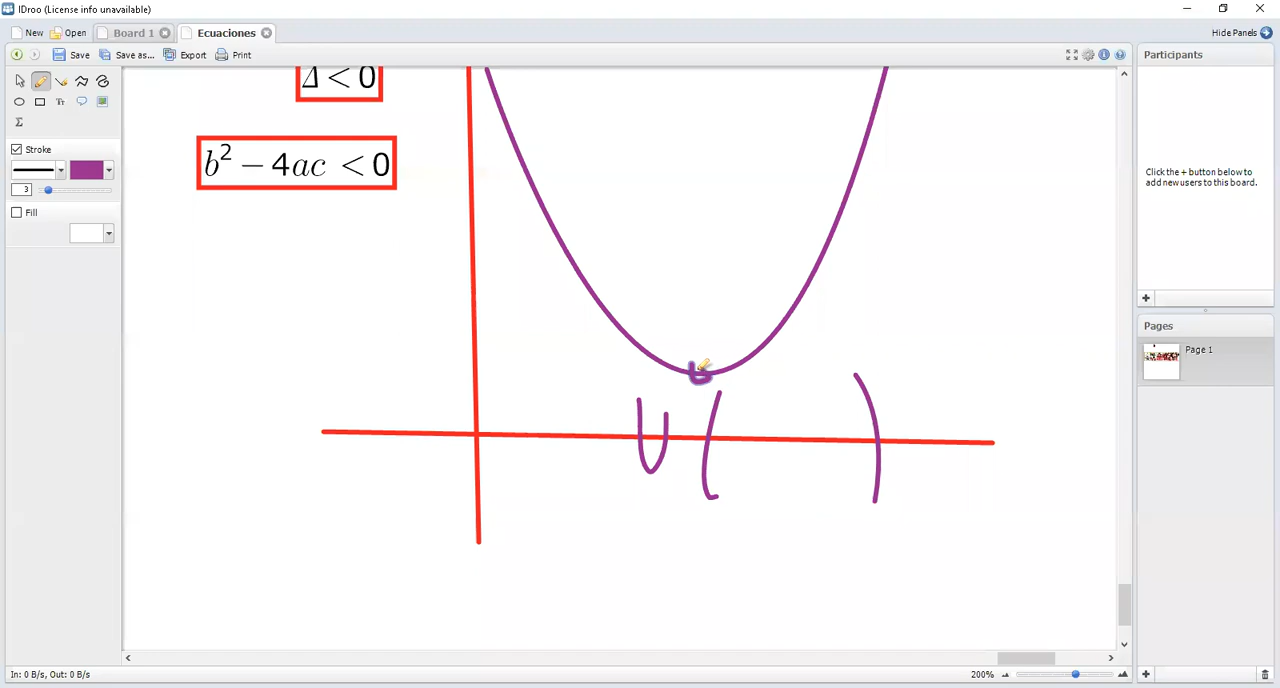 IDroo (License info unavailable)
New Open Board 1 Ecuaciones Hide Panels
Save Save as... Export Print
Participants
Click the + button below to
add new users to this board.
Tr
Σ
Stroke
3
Fill
Δ < 0
b² − 4ac < 0
U ( )
Pages
Page 1
In: 0 B/s, Out: 0 B/s
200%